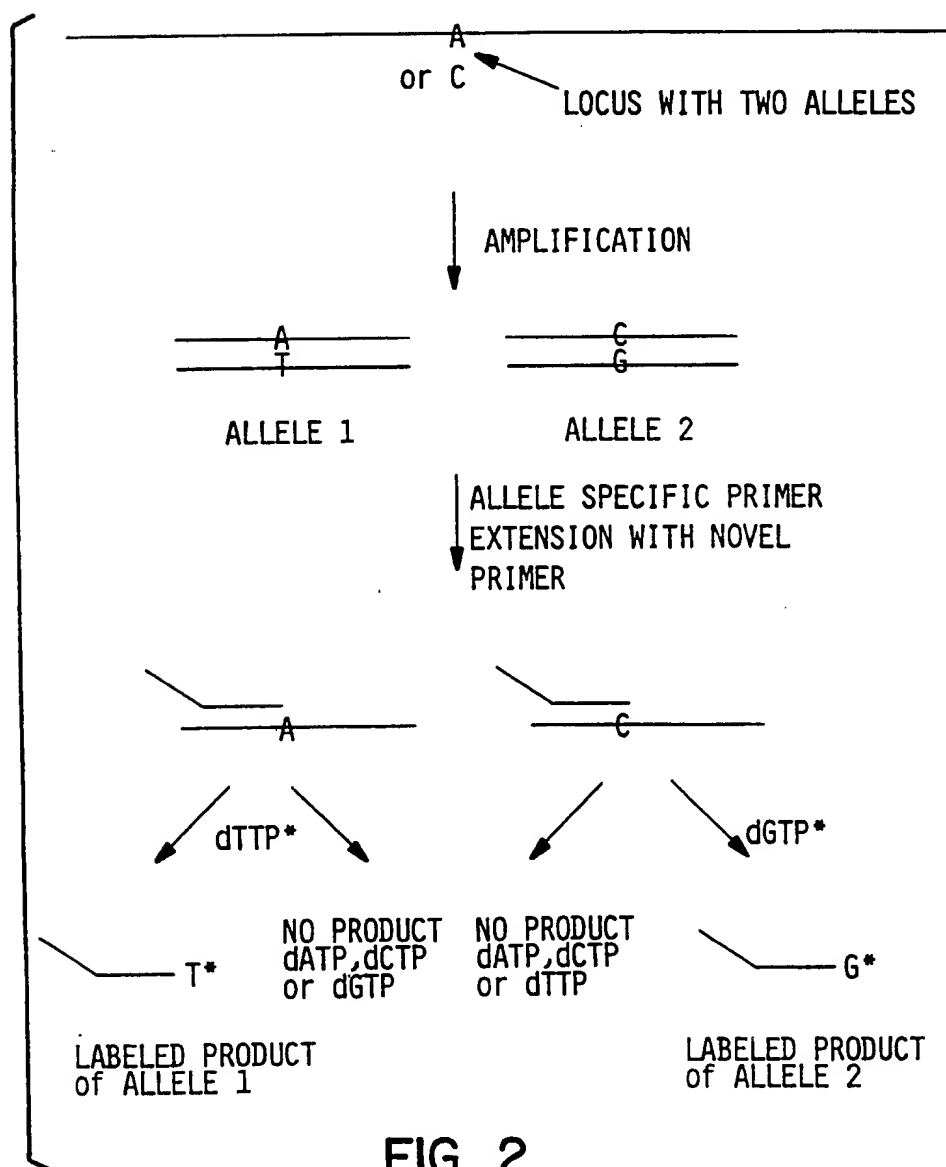 A
or C
LOCUS WITH TWO ALLELES
AMPLIFICATION
A
T
C
G
ALLELE 1
ALLELE 2
ALLELE SPECIFIC PRIMER
EXTENSION WITH NOVEL
PRIMER
A
C
dTTP*
dGTP*
T*
NO PRODUCT
dATP,dCTP
or dGTP
NO PRODUCT
dATP,dCTP
or dTTP
G*
LABELED PRODUCT
of ALLELE 1
LABELED PRODUCT
of ALLELE 2
FIG. 2